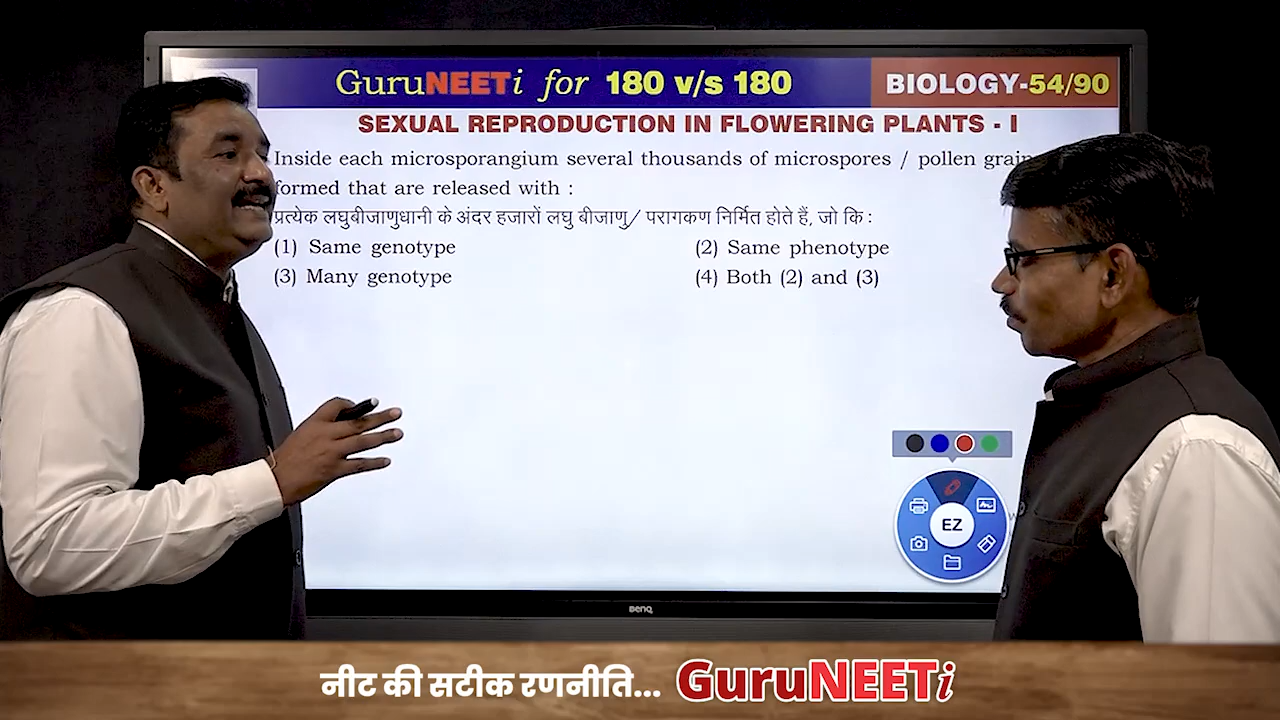 GuruNEETi for 180 v/s 180
BIOLOGY-54/90
SEXUAL REPRODUCTION IN FLOWERING PLANTS - I
Inside each microsporangium several thousands of microspores / pollen
formed that are released with :
प्रत्येक लघुबीजाणुधानी के अंदर हजारों लघु बीजाणु/ परागकण निर्मित होते हैं, जो कि :
(1) Same genotype
(2) Same phenotype
(3) Many genotype
(4) Both (2) and (3)
EZ
BenQ
नीट की सटीक रणनीति... GuruNEETi